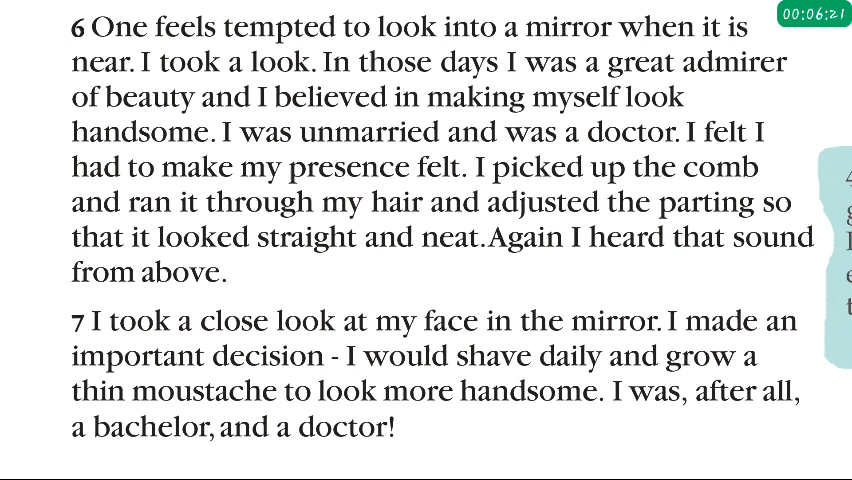 00:06:21
6 One feels tempted to look into a mirror when it is
near. I took a look. In those days I was a great admirer
of beauty and I believed in making myself look
handsome. I was unmarried and was a doctor. I felt I
had to make my presence felt. I picked up the comb
and ran it through my hair and adjusted the parting so
that it looked straight and neat. Again I heard that sound
from above.
7 I took a close look at my face in the mirror. I made an
important decision - I would shave daily and grow a
thin moustache to look more handsome. I was, after all,
a bachelor, and a doctor!